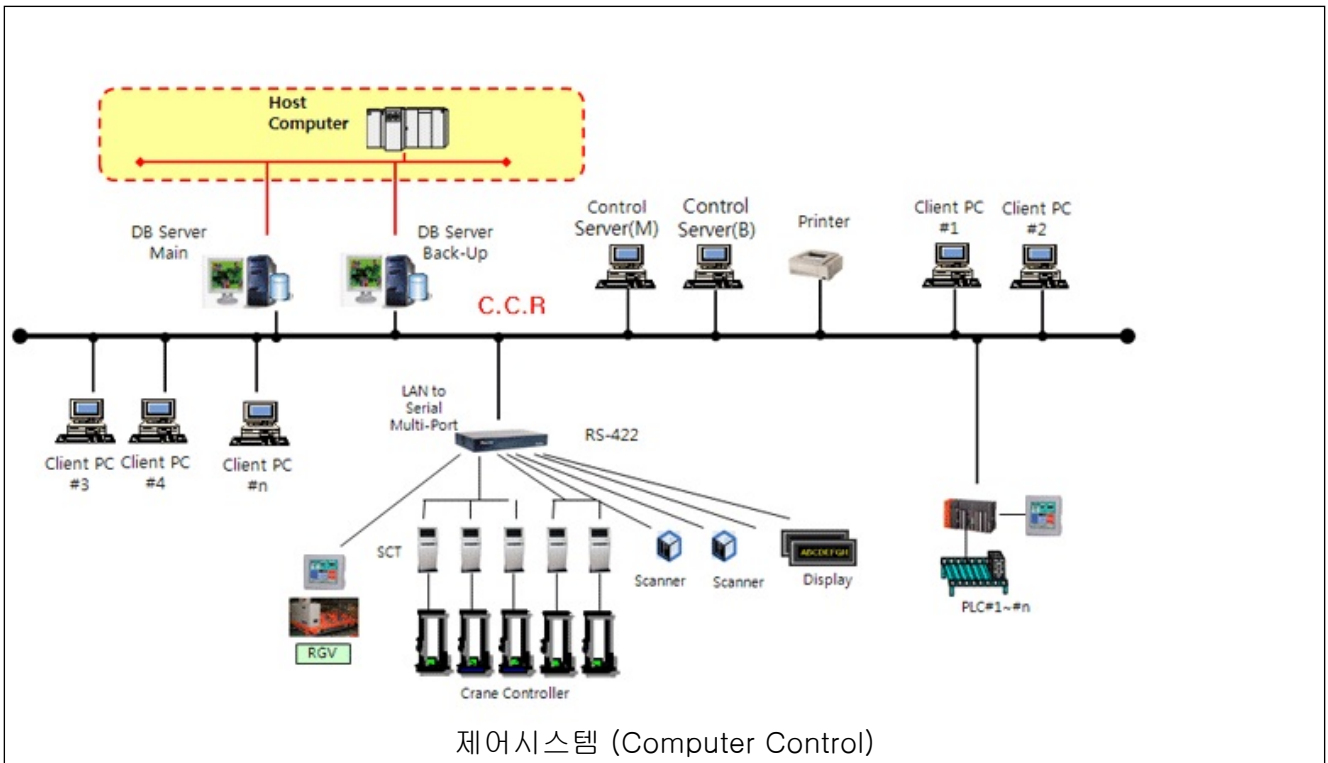 Host
Computer
DB Server
Main
DB Server
Back-Up
Control
Server(M)
Control
Server(B)
Printer
Client PC
#1
Client PC
#2
C.C.R
LAN to
Serial
Multi-Port
RS-422
Client PC
#3
Client PC
#4
Client PC
#n
SCT
Scanner
Scanner
ABCDEFGH
Display
PLC#1~#n
RGV
Crane Controller
제어시스템 (Computer Control)